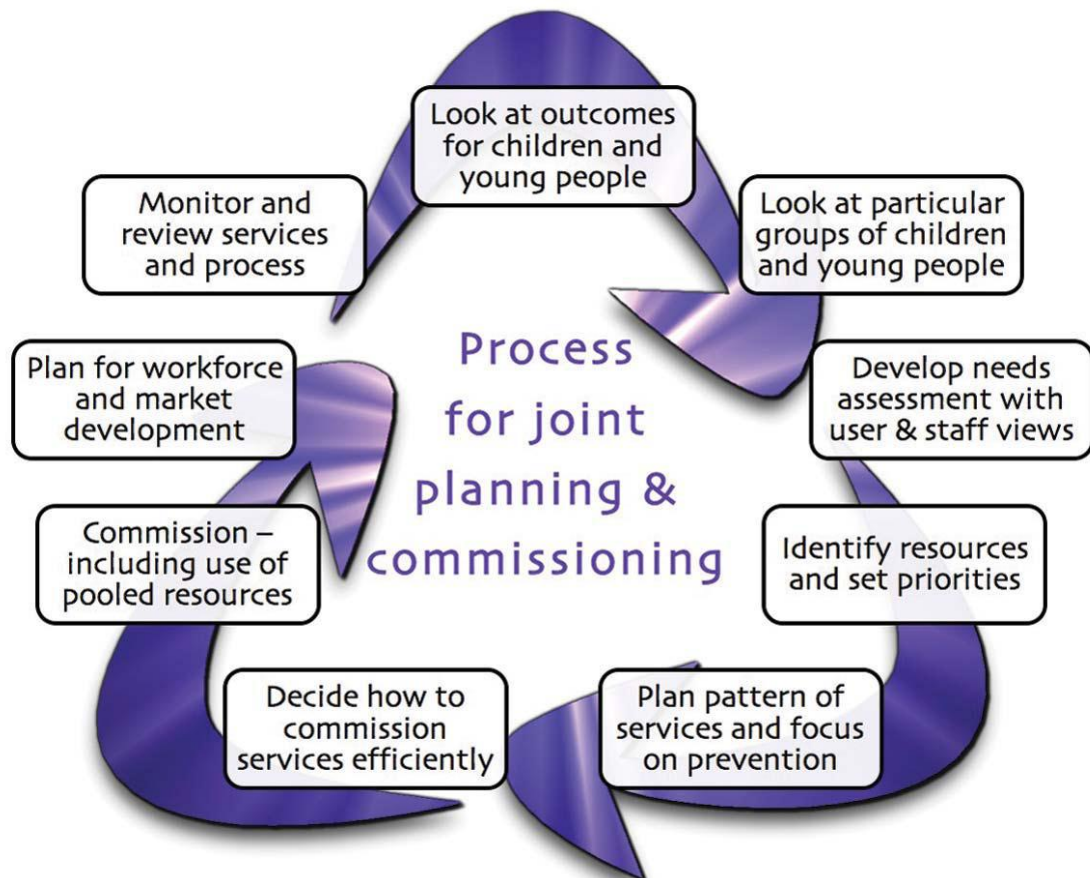 Look at outcomes
for children and
young people
Look at particular
groups of children
and young people
Develop needs
assessment with
user & staff views
Identify resources
and set priorities
Plan pattern of
services and focus
on prevention
Decide how to
commission
services efficiently
Commission –
including use of
pooled resources
Plan for workforce
and market
development
Monitor and
review services
and process
Process
for joint
planning &
commissioning